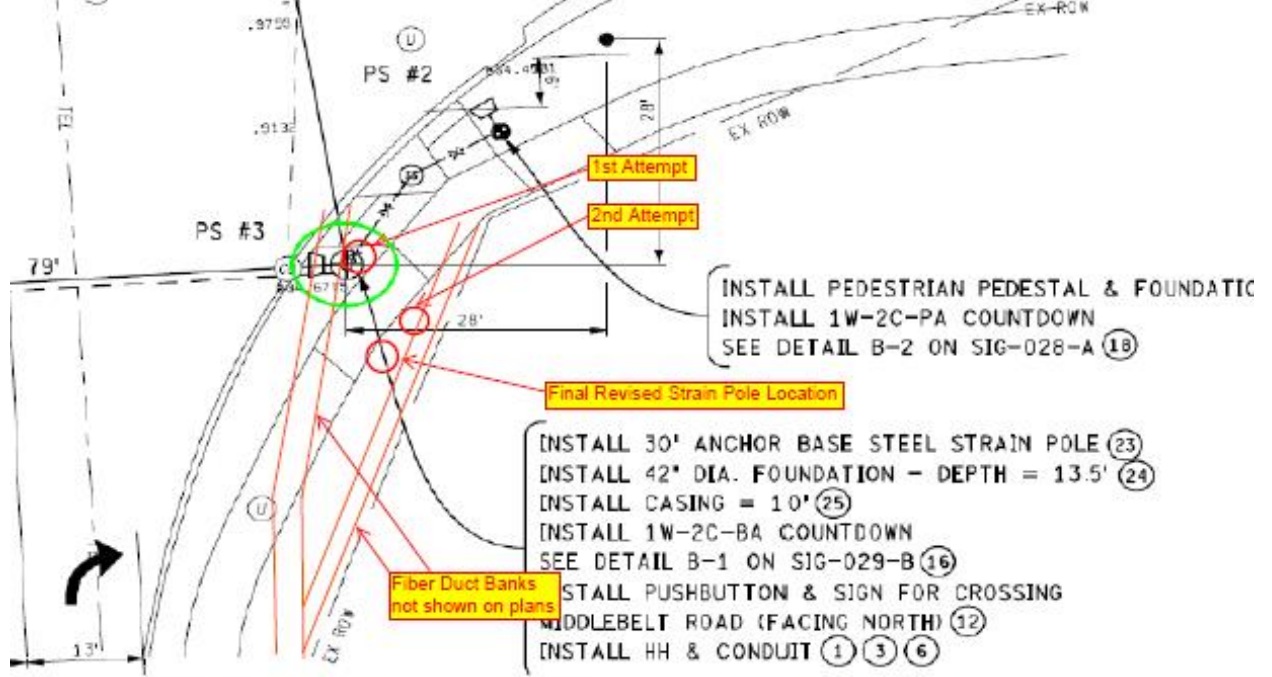 EX ROW
.9799
U
PS #2
28'
.9132
EX ROW
TEL
1st Attempt
2nd Attempt
PS #3
79'
28'
INSTALL PEDESTRIAN PEDESTAL & FOUNDATIO
INSTALL 1W-2C-PA COUNTDOWN
SEE DETAIL B-2 ON SIG-028-A 18
Final Revised Strain Pole Location
INSTALL 30' ANCHOR BASE STEEL STRAIN POLE 23
INSTALL 42" DIA. FOUNDATION - DEPTH = 13.5' 24
INSTALL CASING = 10' 25
INSTALL 1W-2C-BA COUNTDOWN
SEE DETAIL B-1 ON SIG-029-B 16
U
Fiber Duct Banks
not shown on plans
STALL PUSHBUTTON & SIGN FOR CROSSING
MIDDLEBELT ROAD (FACING NORTH) 12
INSTALL HH & CONDUIT 1 3 6
EX ROW
13'